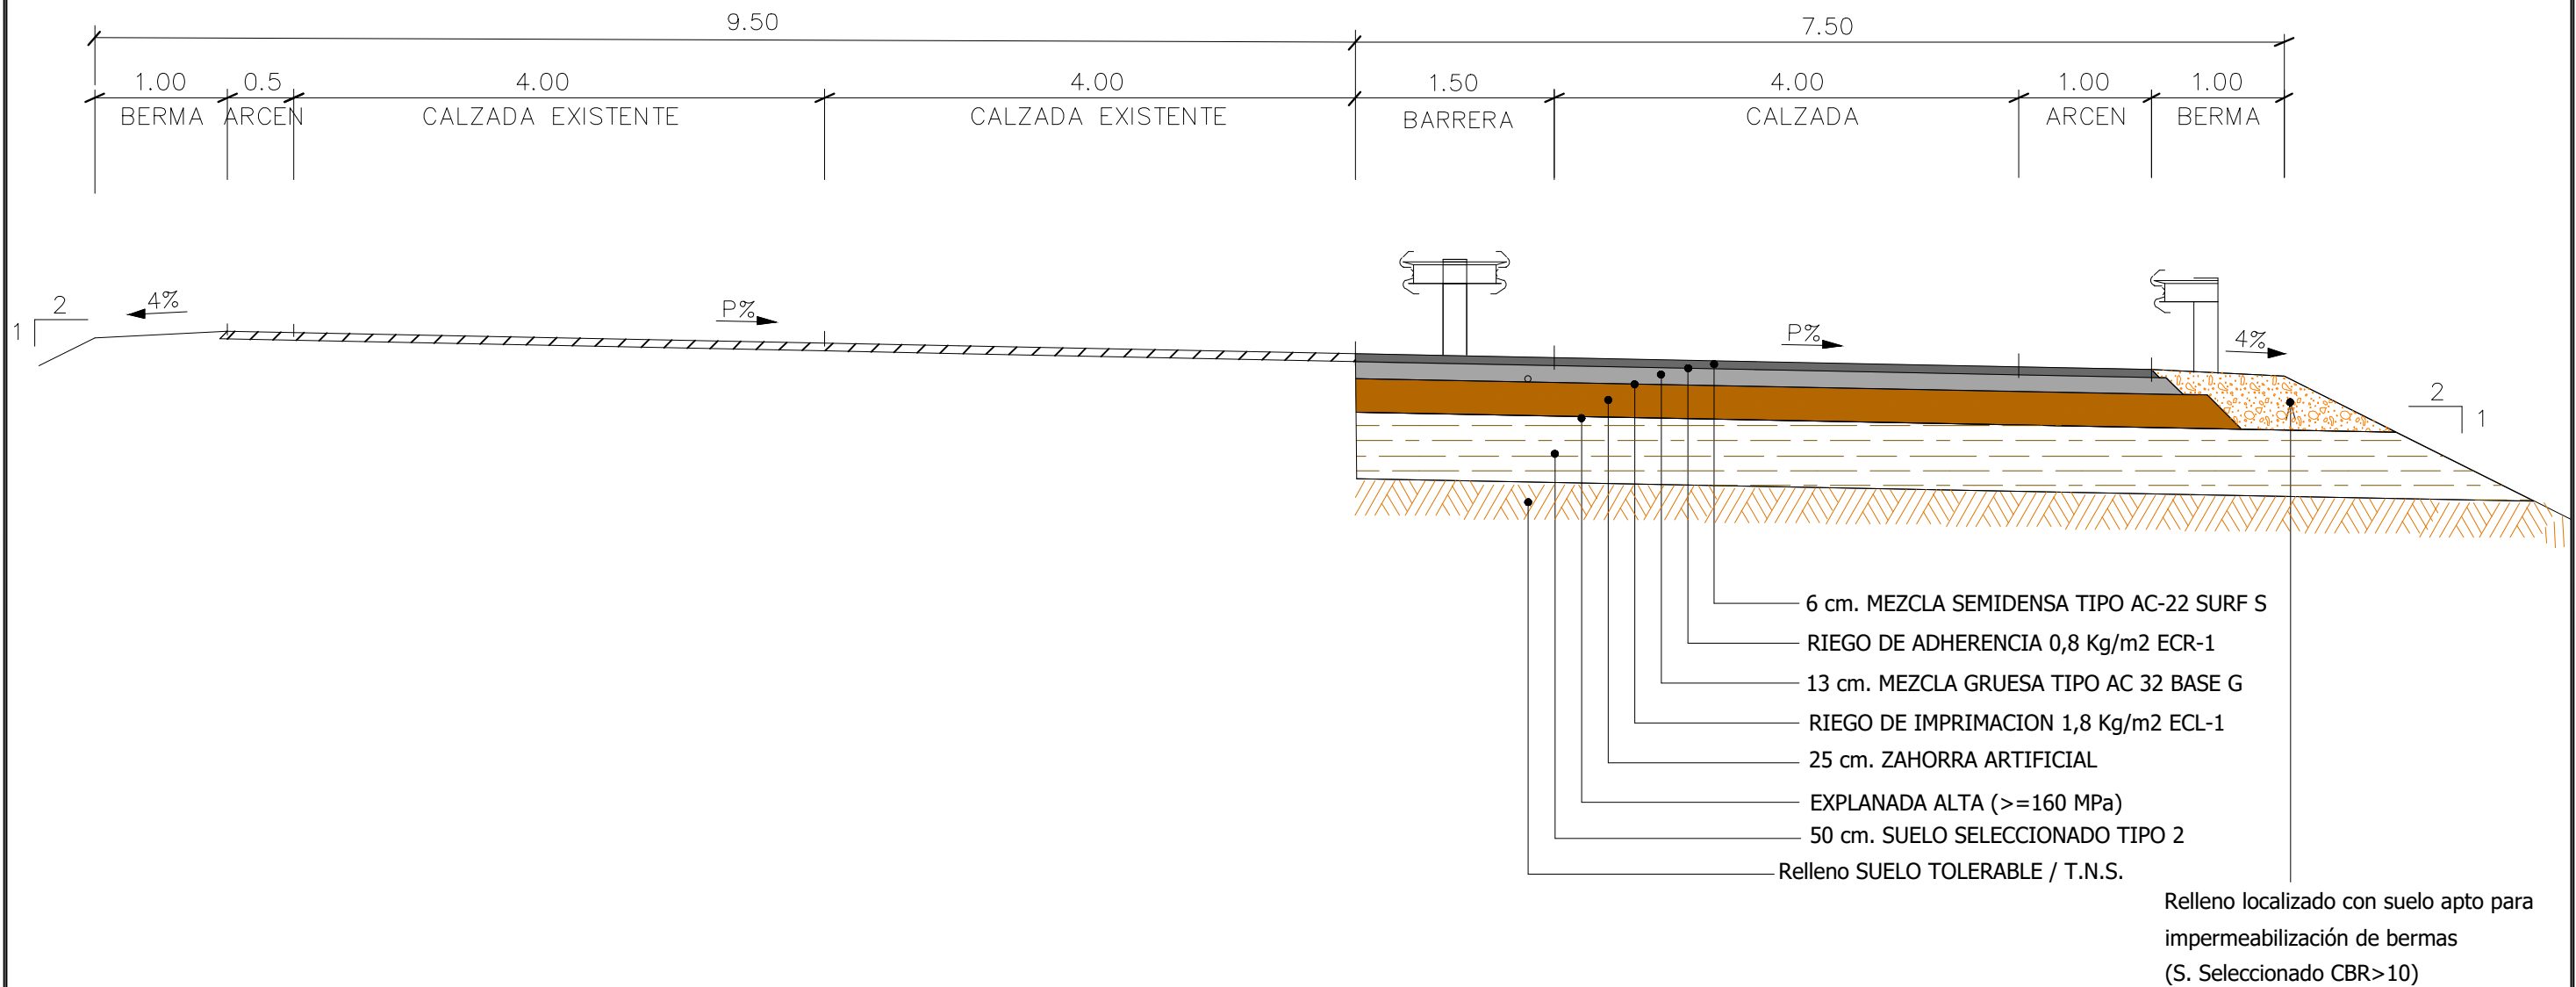 9.50
7.50
1.00 0.5 4.00 4.00 1.50 4.00 1.00 1.00
BERMA ARCEN CALZADA EXISTENTE CALZADA EXISTENTE BARRERA CALZADA ARCEN BERMA
2
1
4%
P%
P%
4%
2
1
6 cm. MEZCLA SEMIDENSA TIPO AC-22 SURF S
RIEGO DE ADHERENCIA 0,8 Kg/m2 ECR-1
13 cm. MEZCLA GRUESA TIPO AC 32 BASE G
RIEGO DE IMPRIMACION 1,8 Kg/m2 ECL-1
25 cm. ZAHORRA ARTIFICIAL
EXPLANADA ALTA (>=160 MPa)
50 cm. SUELO SELECCIONADO TIPO 2
Relleno SUELO TOLERABLE / T.N.S.
Relleno localizado con suelo apto para
impermeabilización de bermas
(S. Seleccionado CBR>10)